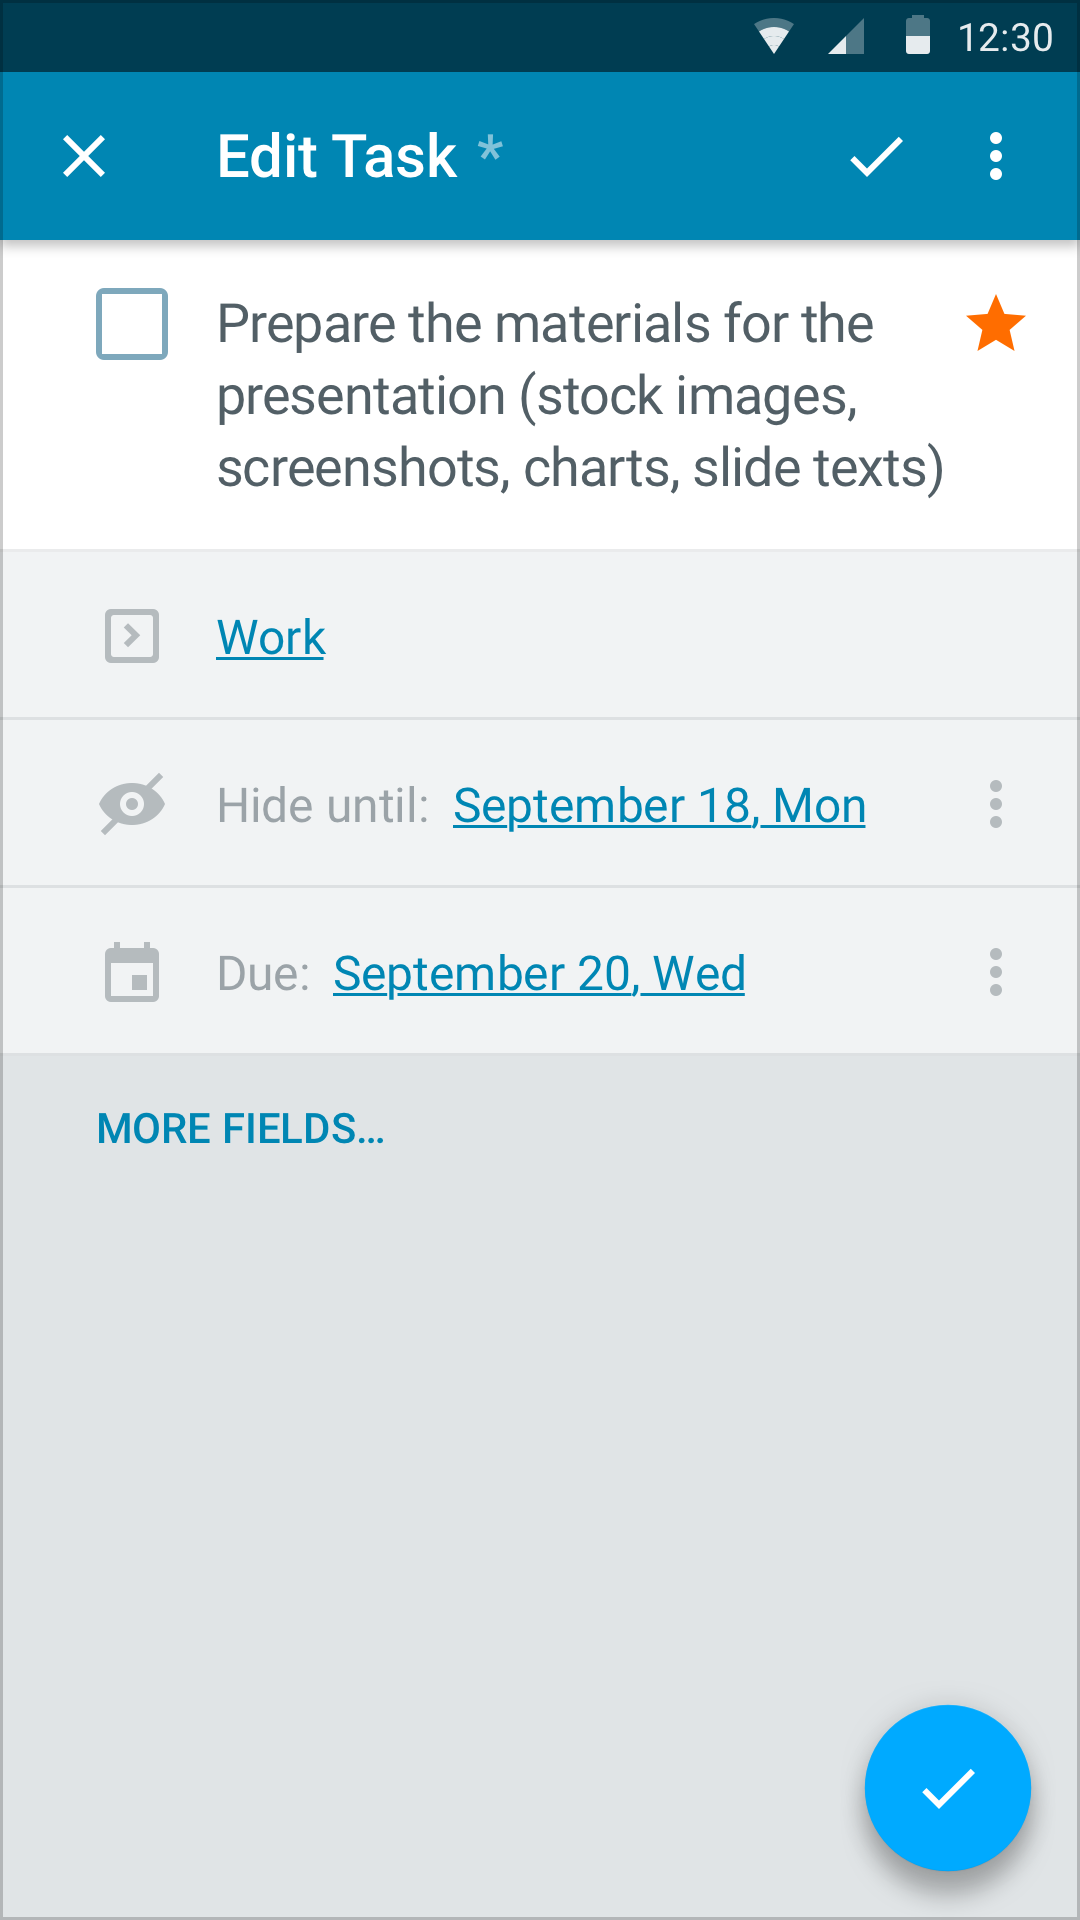 12:30
Edit Task *
Prepare the materials for the
presentation (stock images,
screenshots, charts, slide texts)
Work
Hide until: September 18, Mon
Due: September 20, Wed
MORE FIELDS...